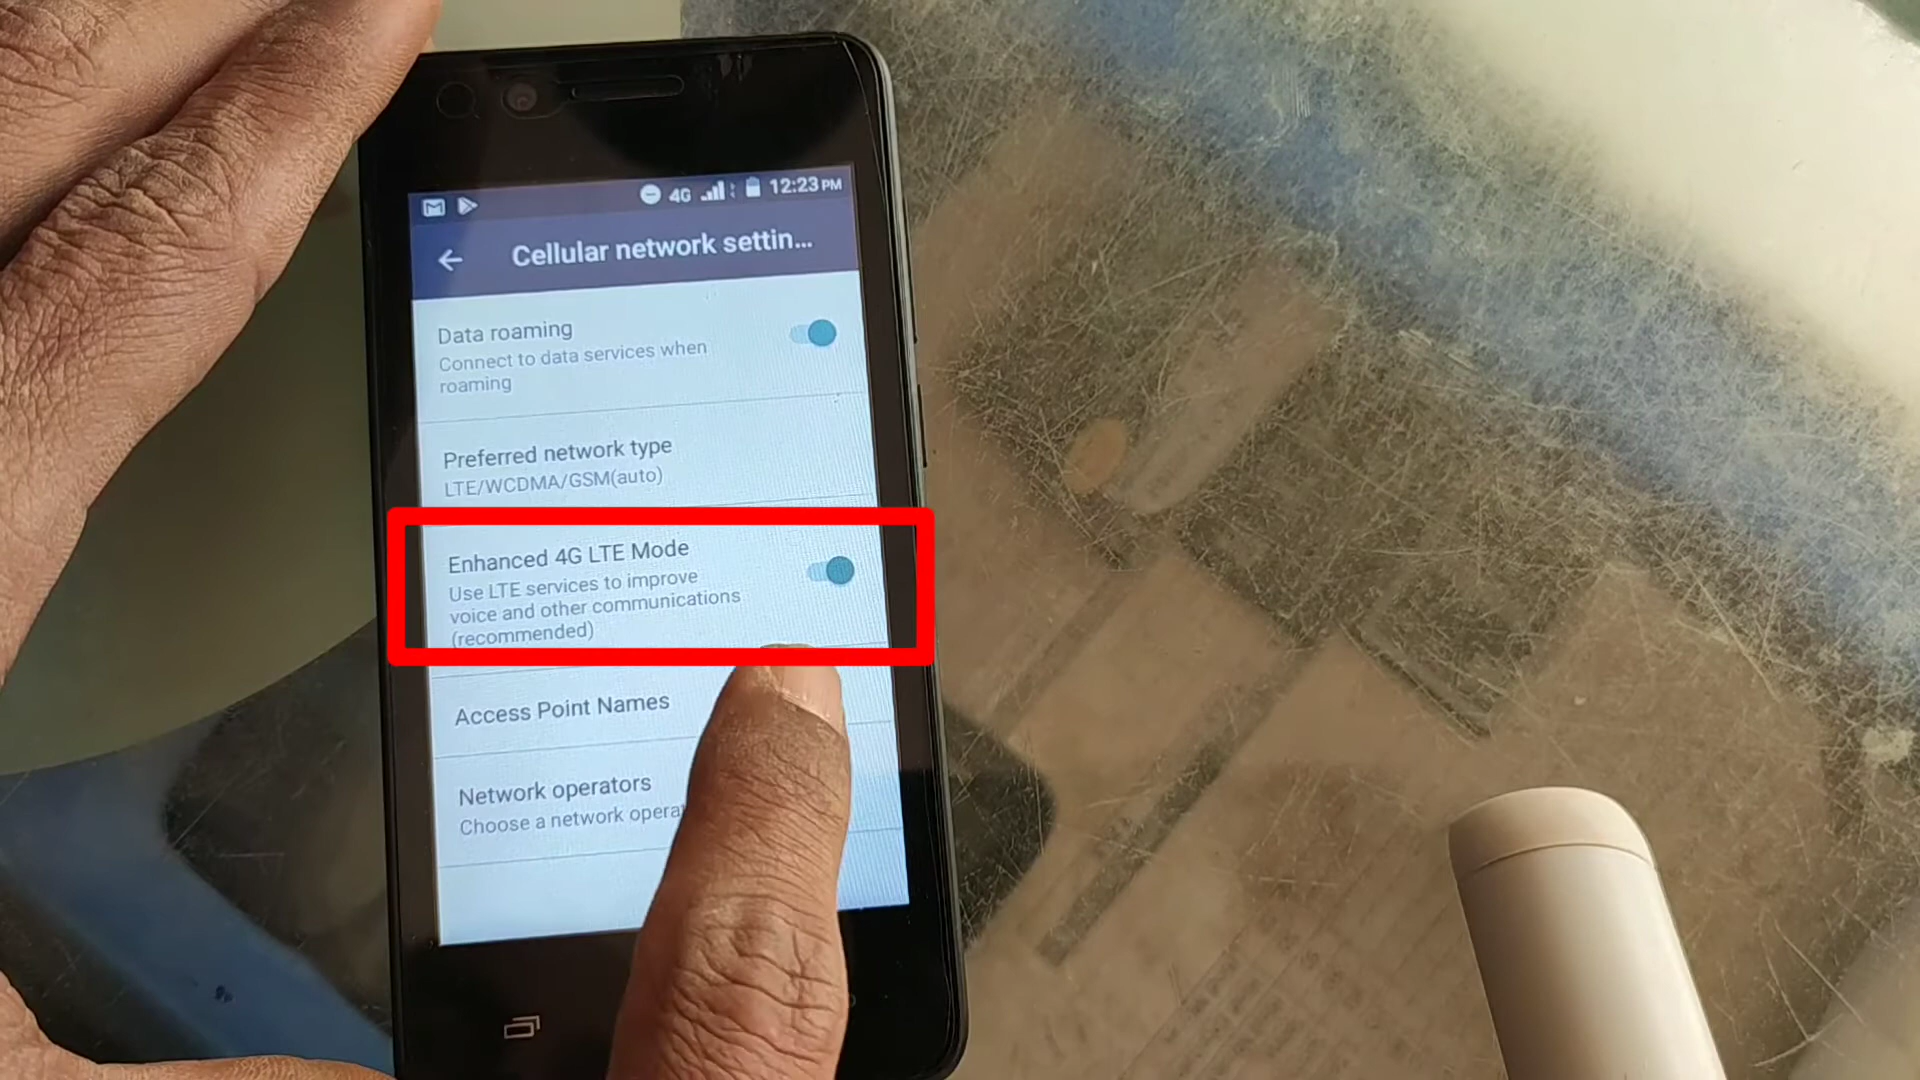 4G 12:23 PM
Cellular network settin...
Data roaming
Connect to data services when
roaming
Preferred network type
LTE/WCDMA/GSM(auto)
Enhanced 4G LTE Mode
Use LTE services to improve
voice and other communications
(recommended)
Access Point Names
Network operators
Choose a network